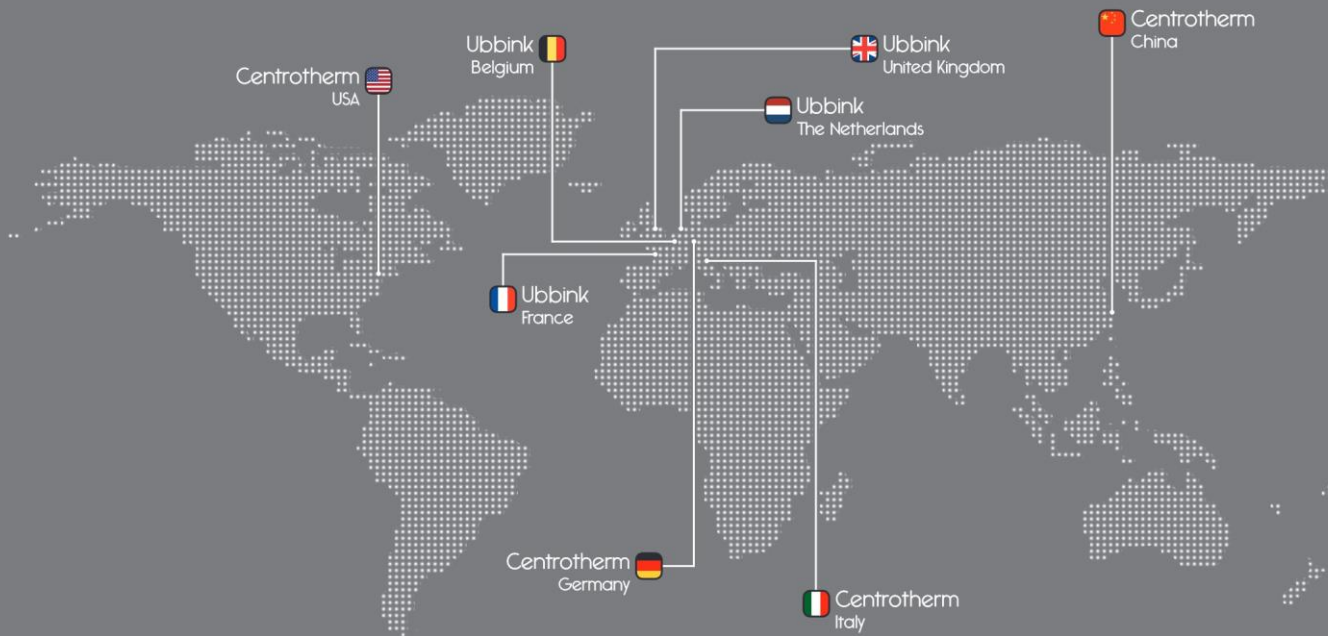 Centrotherm
China
Ubbink
Belgium
Ubbink
United Kingdom
Centrotherm
USA
Ubbink
The Netherlands
Ubbink
France
Centrotherm
Germany
Centrotherm
Italy